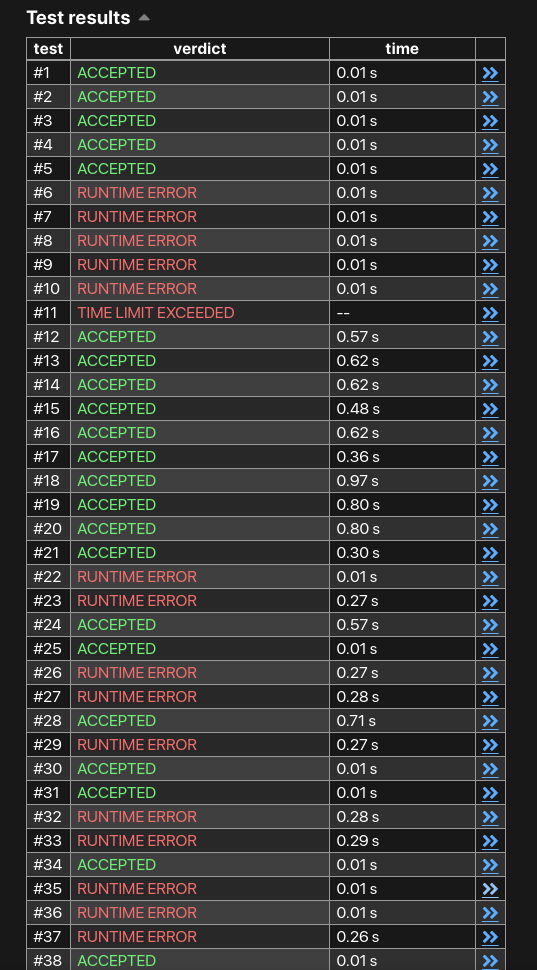 Test results
test verdict time
#1 ACCEPTED 0.01 s
#2 ACCEPTED 0.01 s
#3 ACCEPTED 0.01 s
#4 ACCEPTED 0.01 s
#5 ACCEPTED 0.01 s
#6 RUNTIME ERROR 0.01 s
#7 RUNTIME ERROR 0.01 s
#8 RUNTIME ERROR 0.01 s
#9 RUNTIME ERROR 0.01 s
#10 RUNTIME ERROR 0.01 s
#11 TIME LIMIT EXCEEDED --
#12 ACCEPTED 0.57 s
#13 ACCEPTED 0.62 s
#14 ACCEPTED 0.62 s
#15 ACCEPTED 0.48 s
#16 ACCEPTED 0.62 s
#17 ACCEPTED 0.36 s
#18 ACCEPTED 0.97 s
#19 ACCEPTED 0.80 s
#20 ACCEPTED 0.80 s
#21 ACCEPTED 0.30 s
#22 RUNTIME ERROR 0.01 s
#23 RUNTIME ERROR 0.27 s
#24 ACCEPTED 0.57 s
#25 ACCEPTED 0.01 s
#26 RUNTIME ERROR 0.27 s
#27 RUNTIME ERROR 0.28 s
#28 ACCEPTED 0.71 s
#29 RUNTIME ERROR 0.27 s
#30 ACCEPTED 0.01 s
#31 ACCEPTED 0.01 s
#32 RUNTIME ERROR 0.28 s
#33 RUNTIME ERROR 0.29 s
#34 ACCEPTED 0.01 s
#35 RUNTIME ERROR 0.01 s
#36 RUNTIME ERROR 0.01 s
#37 RUNTIME ERROR 0.26 s
#38 ACCEPTED 0.01 s